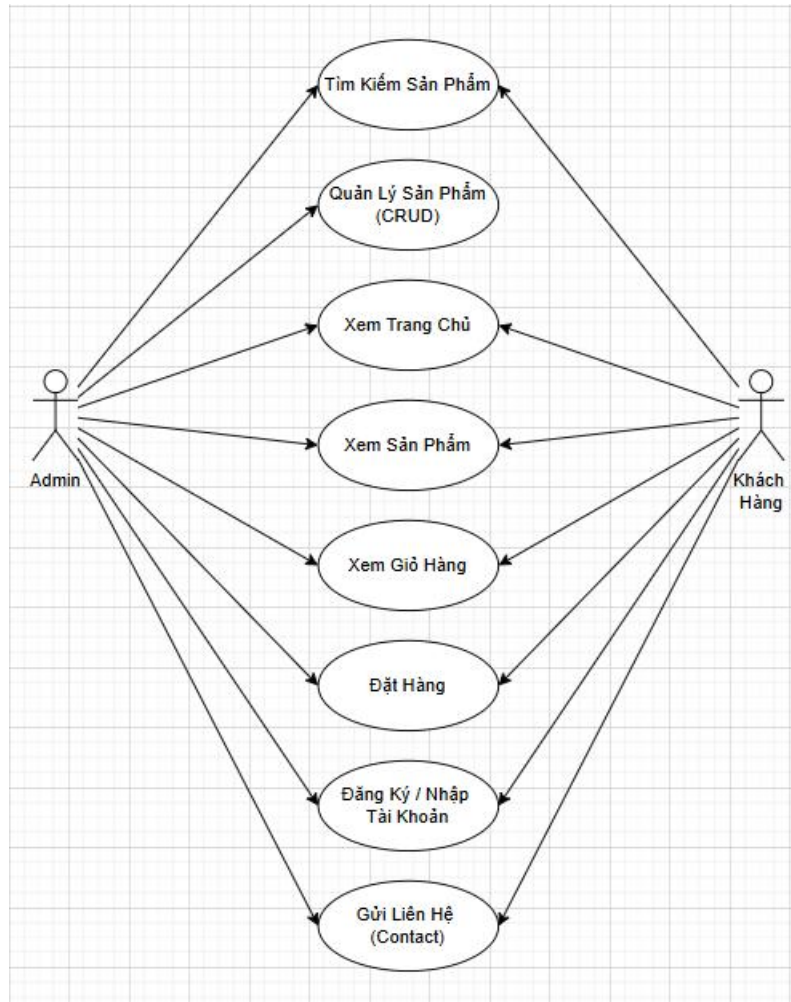 Tìm Kiếm Sản Phẩm
Quản Lý Sản Phẩm
(CRUD)
Xem Trang Chủ
Xem Sản Phẩm
Admin
Khách
Hàng
Xem Giỏ Hàng
Đặt Hàng
Đăng Ký / Nhập
Tài Khoản
Gửi Liên Hệ
(Contact)